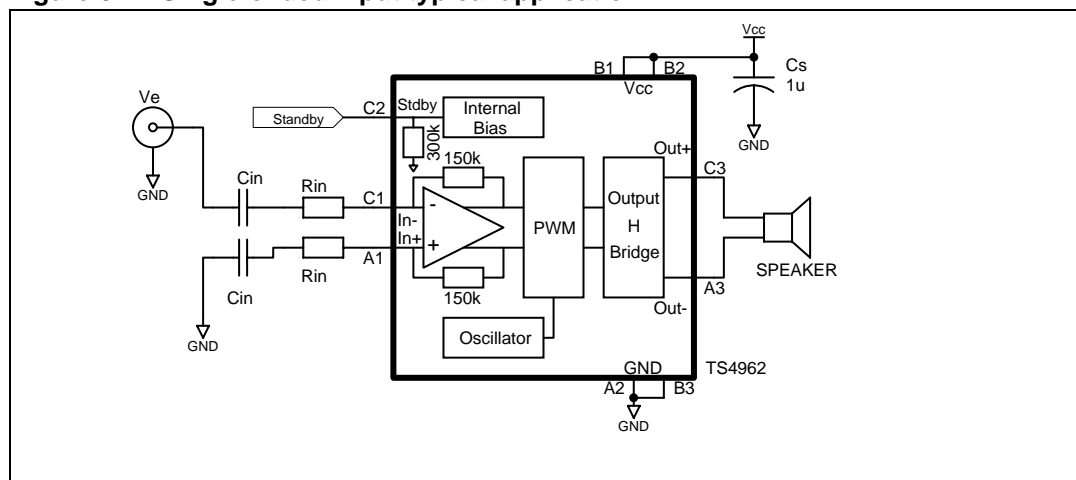 Vcc
B1
B2
Cs
1u
Vcc
GND
Ve
GND
Standby
C2
Stdby
Internal
Bias
300k
150k
Out+
C3
Cin
Rin
C1
In-
-
In+
+
A1
Rin
Cin
GND
150k
PWM
Output
H
Bridge
SPEAKER
A3
Out-
Oscillator
GND
TS4962
A2
B3
GND